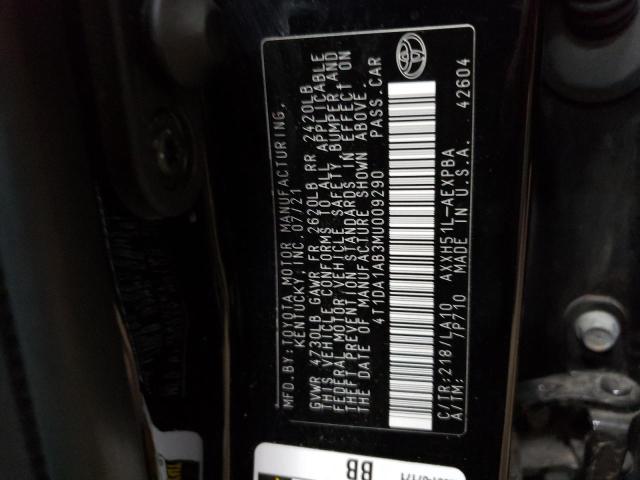 MFD.BY:TOYOTA MOTOR MANUFACTURING,
KENTUCKY,INC.07/21
GVWR 4730LB GAWR FR 2670LB RR 2420LB
THIS VEHICLE CONFORMS TO ALL APPLICABLE
FEDERAL MOTOR VEHICLE SAFETY, BUMPER, AND
THEFT PREVENTION STANDARDS IN EFFECT ON
THE DATE OF MANUFACTURE SHOWN ABOVE.
4T1DA1AB3MU009290 PASS.CAR
C/TR:218/LA10 AXXH51L-AEXPBA
A/TM: /P710 MADE IN U.S.A. 42604
BB